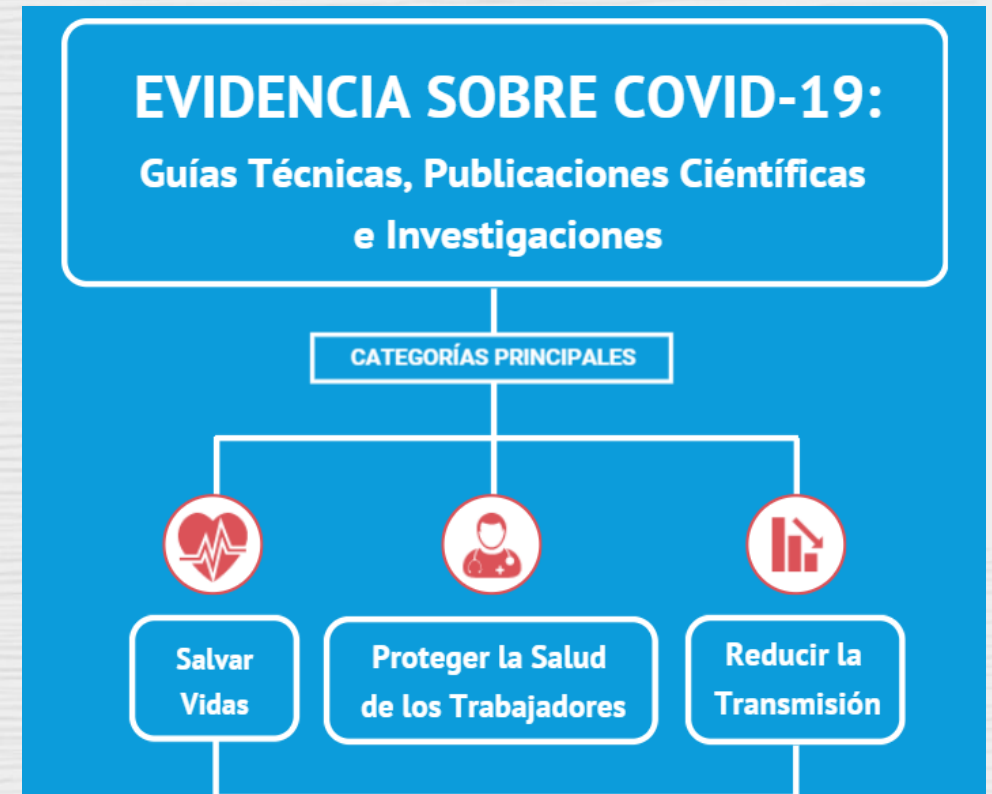 EVIDENCIA SOBRE COVID-19:
Guías Técnicas, Publicaciones Ciéntíficas
e Investigaciones
CATEGORÍAS PRINCIPALES
Salvar
Vidas
Proteger la Salud
de los Trabajadores
Reducir la
Transmisión